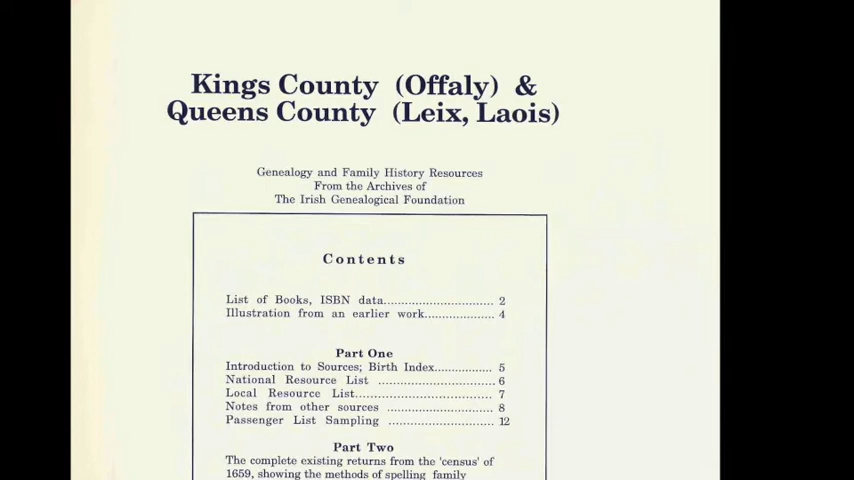 Kings County (Offaly) &
Queens County (Leix, Laois)
Genealogy and Family History Resources
From the Archives of
The Irish Genealogical Foundation
Contents
List of Books, ISBN data............................... 2
Illustration from an earlier work................... 4
Part One
Introduction to Sources; Birth Index................ 5
National Resource List ................................. 6
Local Resource List....................................... 7
Notes from other sources .............................. 8
Passenger List Sampling .............................. 12
Part Two
The complete existing returns from the 'census' of
1659, showing the methods of spelling family